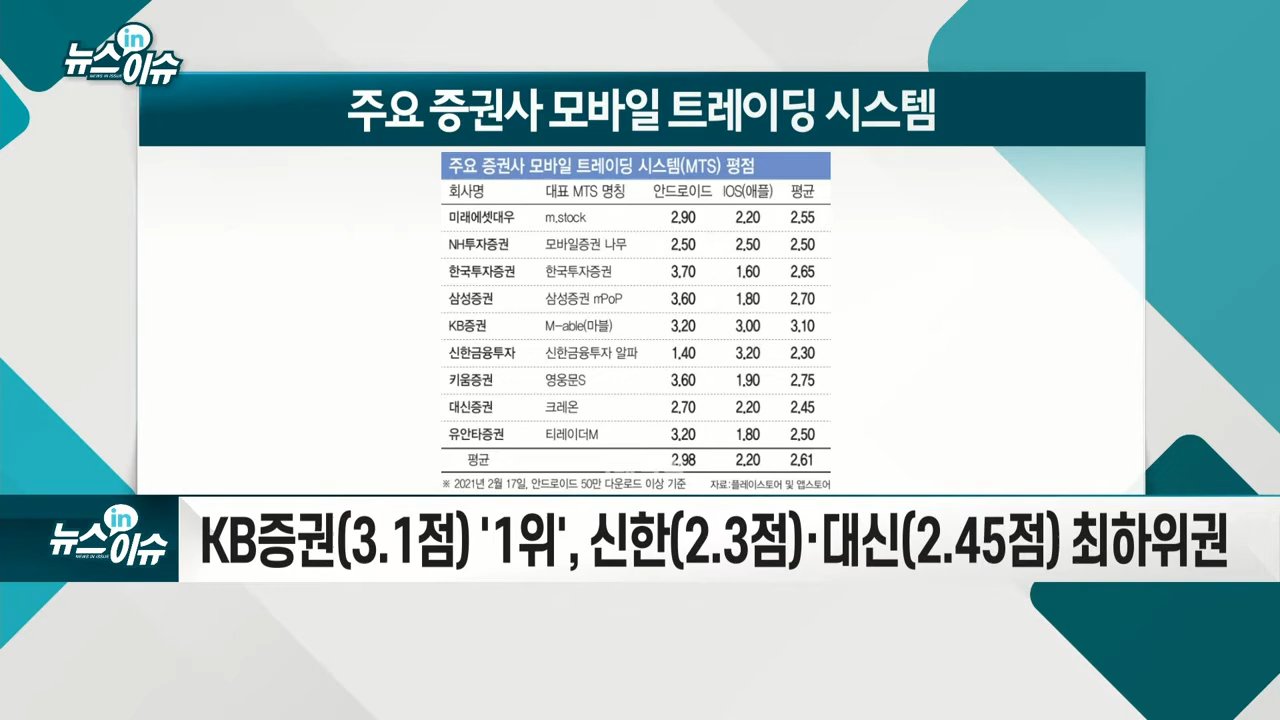 뉴스in이슈
NEWS IN ISSUE
주요 증권사 모바일 트레이딩 시스템
주요 증권사 모바일 트레이딩 시스템(MTS) 평점
회사명 대표 MTS 명칭 안드로이드 IOS(애플) 평균
미래에셋대우 m.stock 2.90 2.20 2.55
NH투자증권 모바일증권 나무 2.50 2.50 2.50
한국투자증권 한국투자증권 3.70 1.60 2.65
삼성증권 삼성증권 mPoP 3.60 1.80 2.70
KB증권 M-able(마블) 3.20 3.00 3.10
신한금융투자 신한금융투자 알파 1.40 3.20 2.30
키움증권 영웅문S 3.60 1.90 2.75
대신증권 크레온 2.70 2.20 2.45
유안타증권 티레이더M 3.20 1.80 2.50
평균 2.98 2.20 2.61
※ 2021년 2월 17일, 안드로이드 50만 다운로드 이상 기준 자료:플레이스토어 및 앱스토어
뉴스in이슈
NEWS IN ISSUE
KB증권(3.1점) '1위', 신한(2.3점)·대신(2.45점) 최하위권